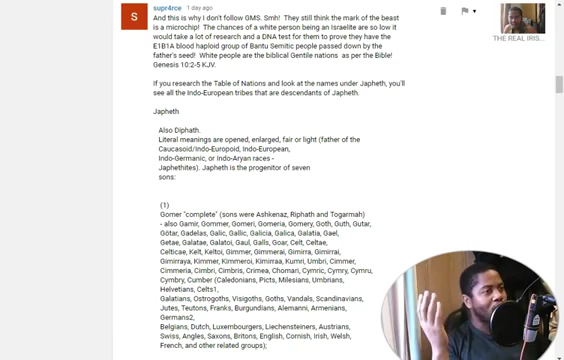 supr4rce 1 day ago
And this is why I don't follow GMS. Smh! They still think the mark of the beast
is a microchip! The chances of a white person being an Israelite are so low it
would take a lot of research and a DNA test for them to prove they have the
E1B1A blood haploid group of Bantu Semitic people passed down by the
father's seed! White people are the biblical Gentile nations as per the Bible!
Genesis 10:2-5 KJV.
If you research the Table of Nations and look at the names under Japheth, you'll
see all the Indo-European tribes that are descendants of Japheth.
Japheth
Also Diphath.
Literal meanings are opened, enlarged, fair or light (father of the
Caucasoid/Indo-Europoid, Indo-European,
Indo-Germanic, or Indo-Aryan races -
Japhethites). Japheth is the progenitor of seven
sons:
(1)
Gomer "complete" (sons were Ashkenaz, Riphath and Togarmah)
- also Gamir, Gommer, Gomeri, Gomeria, Gomery, Goth, Guth, Gutar,
Götar, Gadelas, Galic, Gallic, Galicia, Galica, Galatia, Gael,
Getae, Galatae, Galatoi, Gaul, Galls, Goar, Celt, Celtae,
Celticae, Kelt, Keltoi, Gimmer, Gimmerai, Gimirra, Gimirrai,
Gimirraya, Kimmer, Kimmeroi, Kimirraa, Kumri, Umbri, Cimmer,
Cimmeria, Cimbri, Cimbris, Crimea, Chomari, Cymric, Cymry, Cymru,
Cymbry, Cumber (Caledonians, Picts, Milesians, Umbrians,
Helvetians, Celts1,
Galatians, Ostrogoths, Visigoths, Goths, Vandals, Scandinavians,
Jutes, Teutons, Franks, Burgundians, Alemanni, Armenians,
Germans2,
Belgians, Dutch, Luxembourgers, Liechensteiners, Austrians,
Swiss, Angles, Saxons, Britons, English, Cornish, Irish, Welsh,
French, and other related groups);
THE REAL IRIS